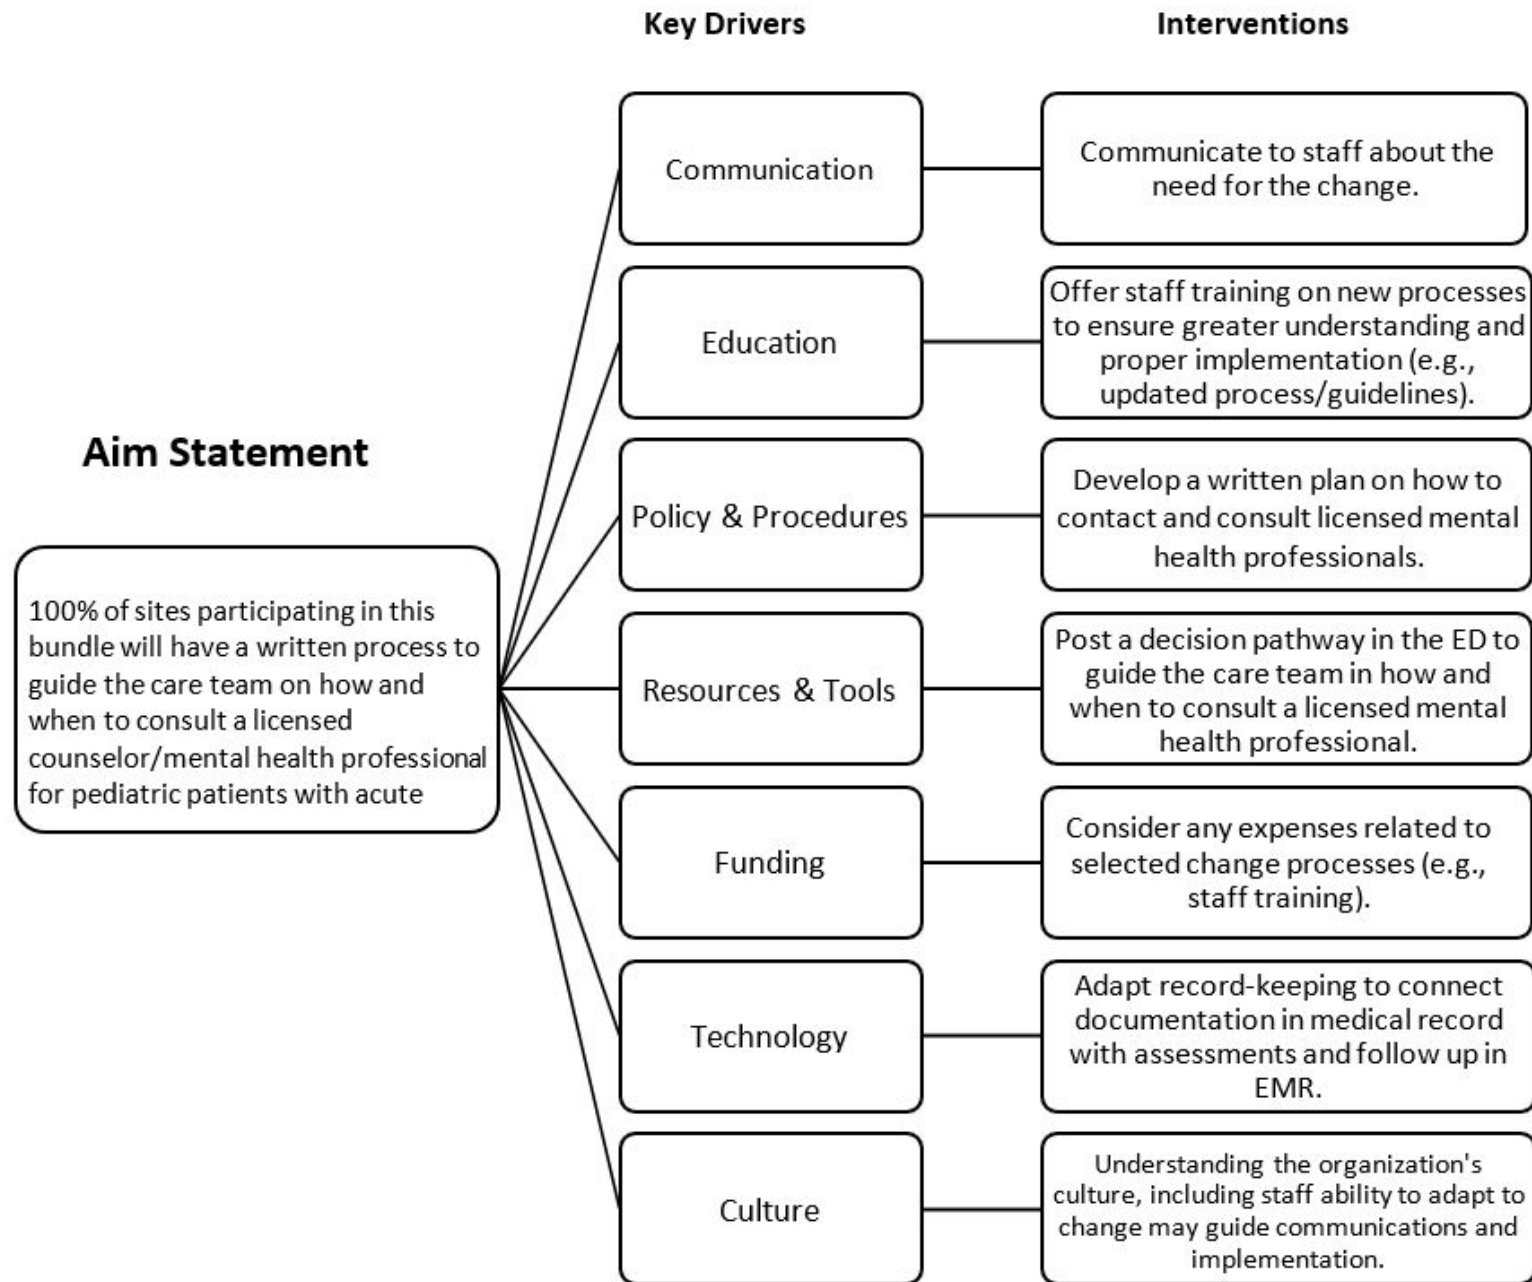 Key Drivers
Interventions
Communication
Communicate to staff about the
need for the change.
Education
Offer staff training on new processes
to ensure greater understanding and
proper implementation (e.g.,
updated process/guidelines).
Aim Statement
Policy & Procedures
Develop a written plan on how to
contact and consult licensed mental
health professionals.
100% of sites participating in this
bundle will have a written process to
guide the care team on how and
when to consult a licensed
counselor/mental health professional
for pediatric patients with acute
Resources & Tools
Post a decision pathway in the ED to
guide the care team in how and
when to consult a licensed mental
health professional.
Funding
Consider any expenses related to
selected change processes (e.g.,
staff training).
Technology
Adapt record-keeping to connect
documentation in medical record
with assessments and follow up in
EMR.
Culture
Understanding the organization's
culture, including staff ability to adapt to
change may guide communications and
implementation.